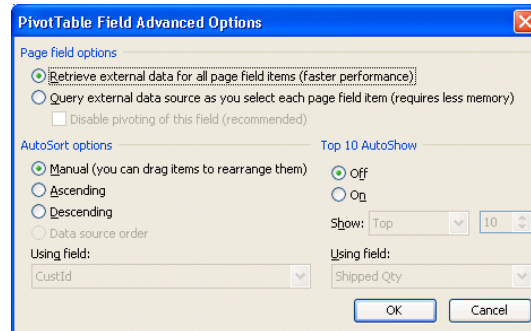 PivotTable Field Advanced Options
Page field options
Retrieve external data for all page field items (faster performance)
Query external data source as you select each page field item (requires less memory)
Disable pivoting of this field (recommended)
AutoSort options
Manual (you can drag items to rearrange them)
Ascending
Descending
Data source order
Using field:
CustId
Top 10 AutoShow
Off
On
Show: Top 10
Using field:
Shipped Qty
OK Cancel